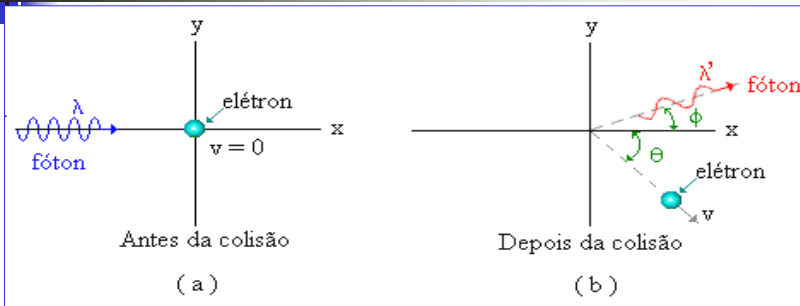 y
λ
elétron
x
fóton
v = 0
Antes da colisão
( a )
y
λ'
fóton
ϕ
x
θ
elétron
v
Depois da colisão
( b )